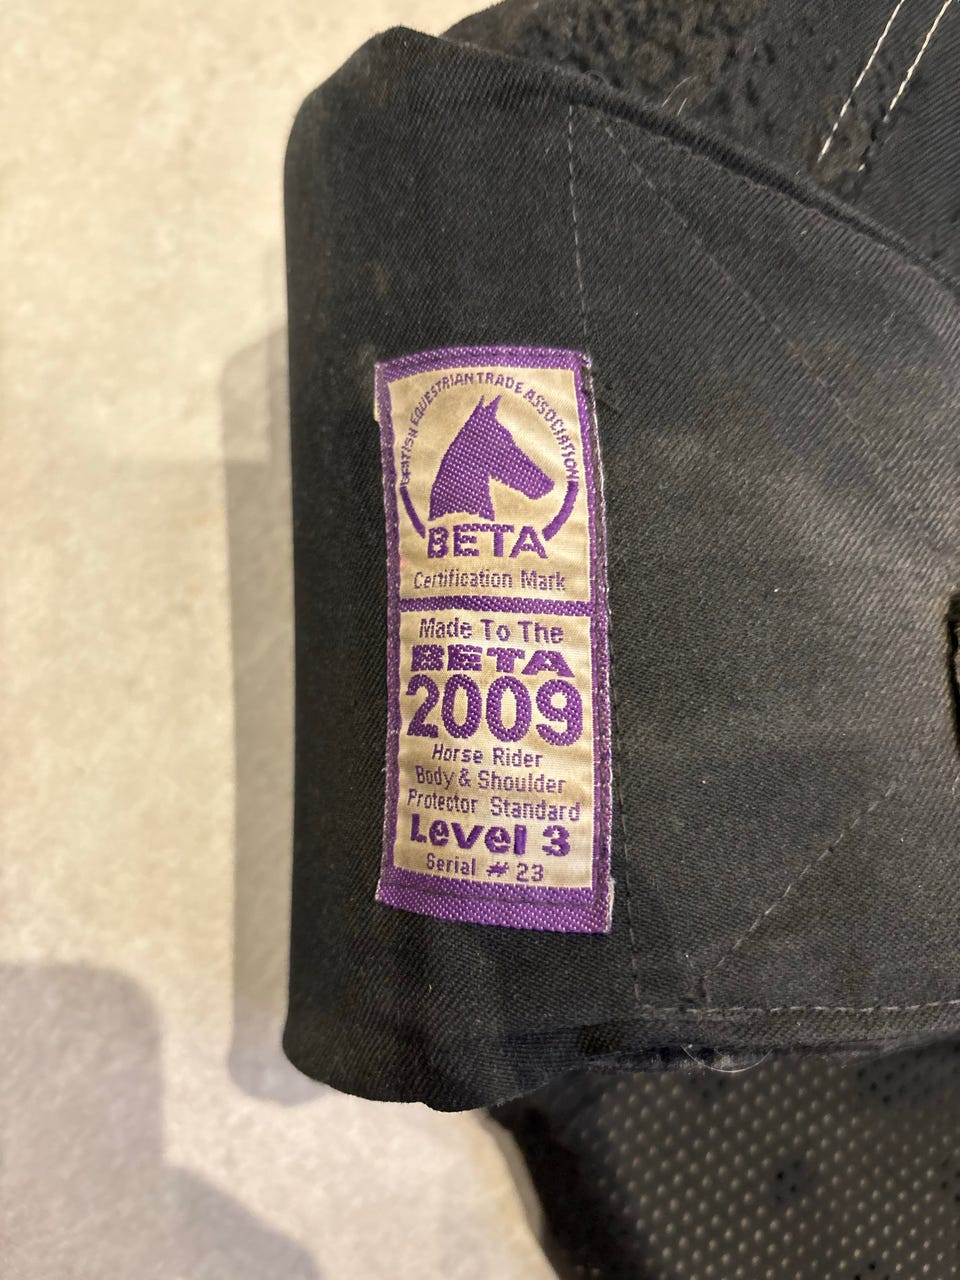 BRITISH EQUESTRIAN TRADE ASSOCIATION
BETA
Certification Mark
Made To The
BETA
2009
Horse Rider
Body & Shoulder
Protector Standard
Level 3
Serial # 23